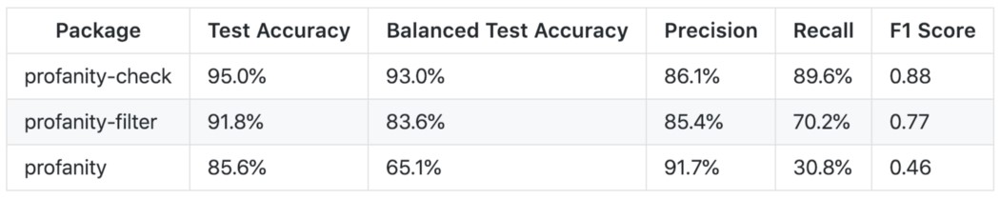 Package Test Accuracy Balanced Test Accuracy Precision Recall F1 Score
profanity-check 95.0% 93.0% 86.1% 89.6% 0.88
profanity-filter 91.8% 83.6% 85.4% 70.2% 0.77
profanity 85.6% 65.1% 91.7% 30.8% 0.46